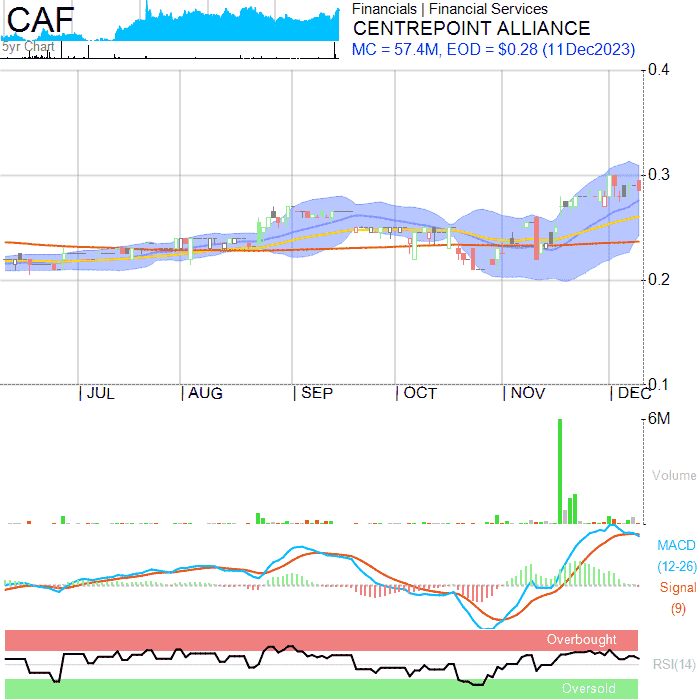 CAF
Financials | Financial Services
CENTREPOINT ALLIANCE
MC = 57.4M, EOD = $0.28 (11Dec2023)
5yr Chart
0.4
0.3
0.2
0.1
| JUL | AUG | SEP | OCT | NOV | DEC
6M
Volume
MACD
(12-26)
Signal
(9)
Overbought
RSI(14)
Oversold